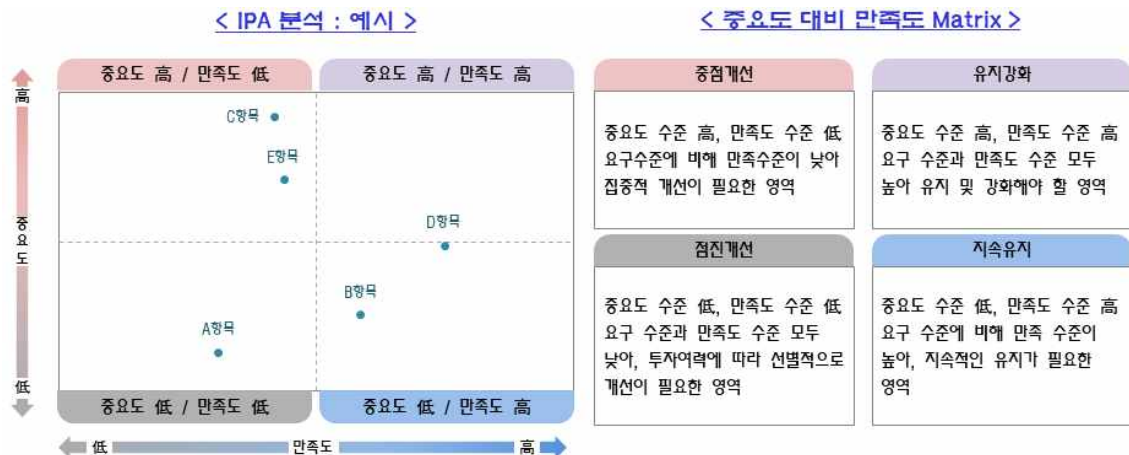 < IPA 분석 : 예시 >
중요도 高 / 만족도 低
중요도 高 / 만족도 高
高
중요도
低
C항목
E항목
D항목
B항목
A항목
중요도 低 / 만족도 低
중요도 低 / 만족도 高
低
만족도
高
< 중요도 대비 만족도 Matrix >
중점개선
중요도 수준 高, 만족도 수준 低
요구수준에 비해 만족수준이 낮아
집중적 개선이 필요한 영역
유지강화
중요도 수준 高, 만족도 수준 高
요구 수준과 만족도 수준 모두
높아 유지 및 강화해야 할 영역
점진개선
중요도 수준 低, 만족도 수준 低
요구 수준과 만족도 수준 모두
낮아, 투자여력에 따라 선별적으로
개선이 필요한 영역
지속유지
중요도 수준 低, 만족도 수준 高
요구 수준에 비해 만족 수준이
높아, 지속적인 유지가 필요한
영역